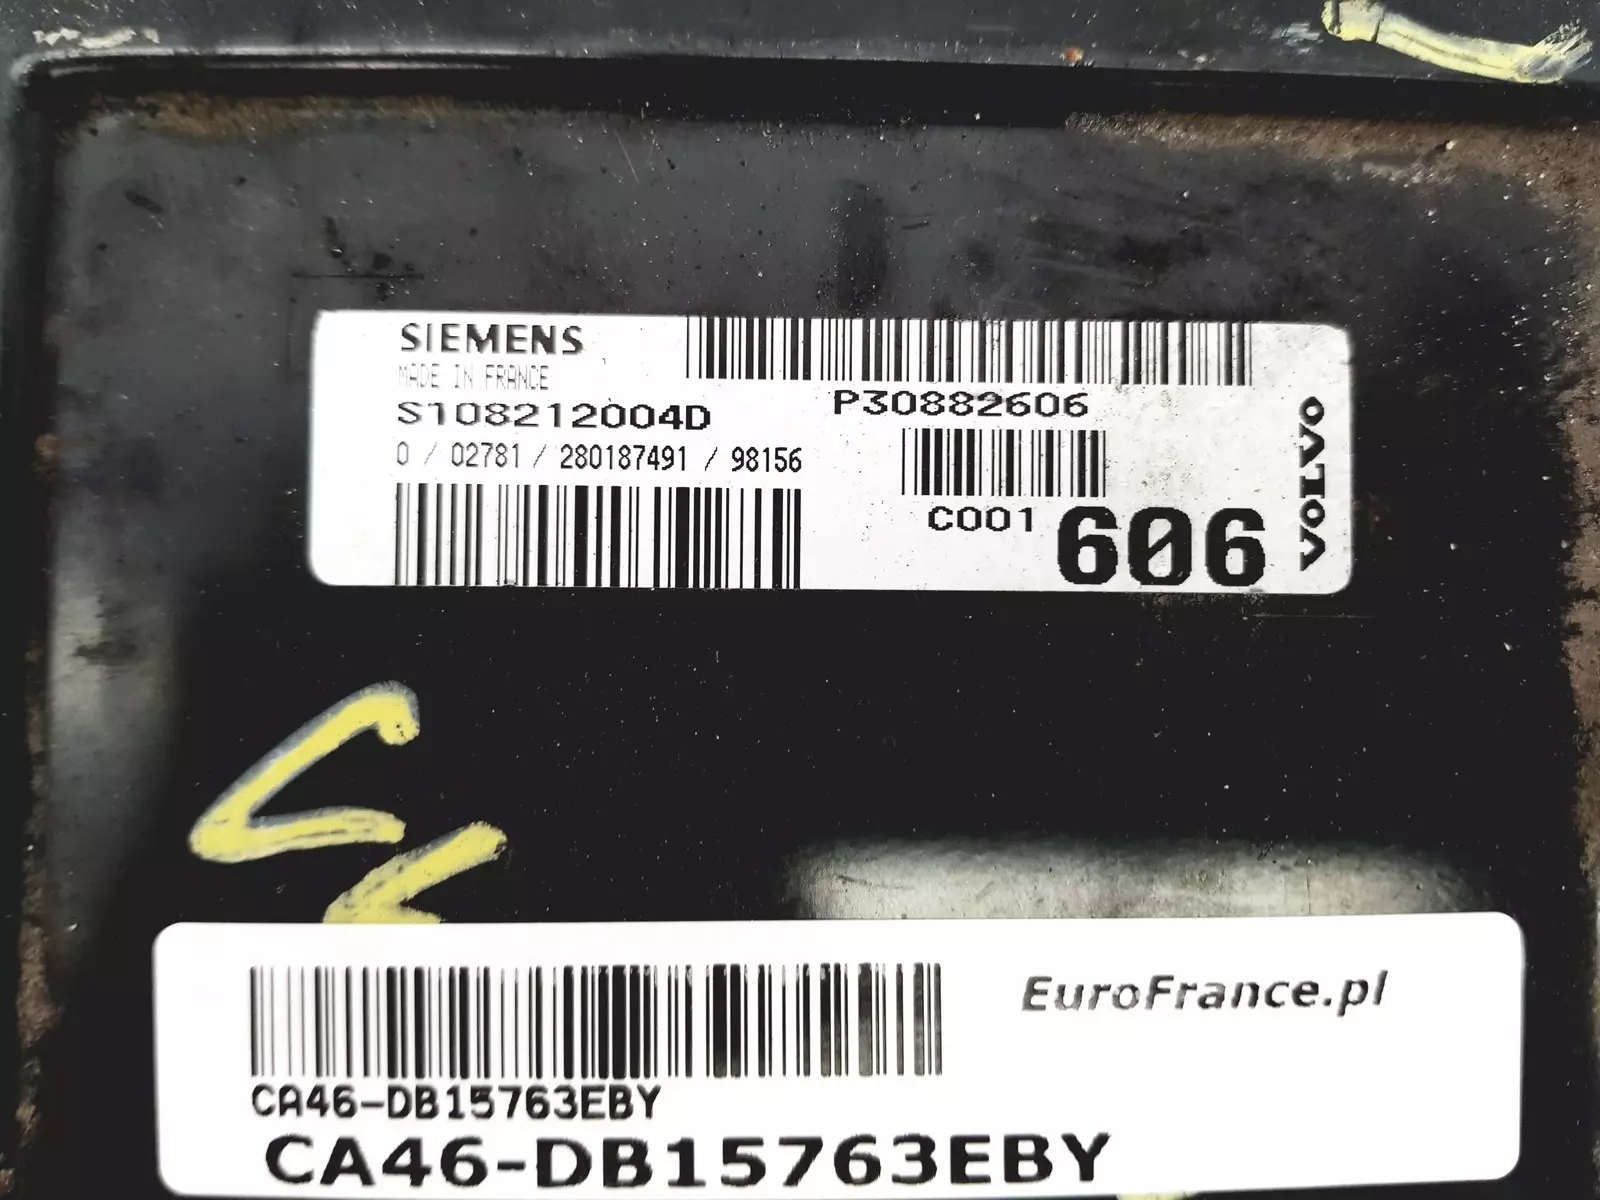 SIEMENS
MADE IN FRANCE
S108212004D
0 / 02781 / 280187491 / 98156
P30882606
C001
606
VOLVO
EuroFrance.pl
CA46-DB15763EBY
CA46-DB15763EBY